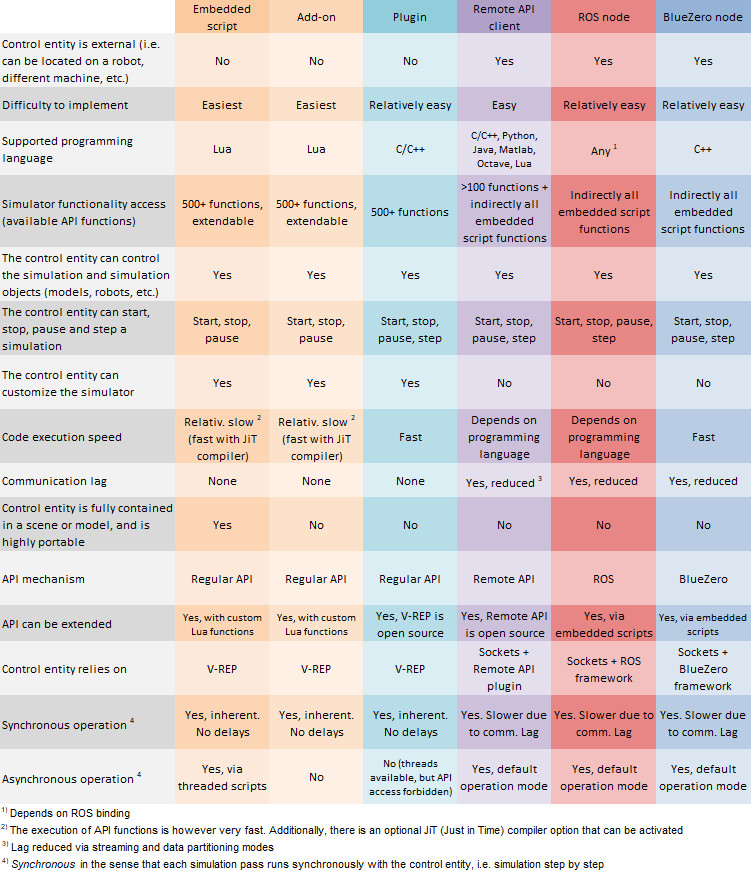 Embedded script Add-on Plugin Remote API client ROS node BlueZero node
Control entity is external (i.e. can be located on a robot, different machine, etc.) No No No Yes Yes Yes
Difficulty to implement Easiest Easiest Relatively easy Easy Relatively easy Relatively easy
Supported programming language Lua Lua C/C++ C/C++, Python, Java, Matlab, Octave, Lua Any 1 C++
Simulator functionality access (available API functions) 500+ functions, extendable 500+ functions, extendable 500+ functions >100 functions + indirectly all embedded script functions Indirectly all embedded script functions Indirectly all embedded script functions
The control entity can control the simulation and simulation objects (models, robots, etc.) Yes Yes Yes Yes Yes Yes
The control entity can start, stop, pause and step a simulation Start, stop, pause Start, stop, pause Start, stop, pause, step Start, stop, pause, step Start, stop, pause, step Start, stop, pause, step
The control entity can customize the simulator Yes Yes Yes No No No
Code execution speed Relativ. slow 2 (fast with JiT compiler) Relativ. slow 2 (fast with JiT compiler) Fast Depends on programming language Depends on programming language Fast
Communication lag None None None Yes, reduced 3 Yes, reduced Yes, reduced
Control entity is fully contained in a scene or model, and is highly portable Yes No No No No No
API mechanism Regular API Regular API Regular API Remote API ROS BlueZero
API can be extended Yes, with custom Lua functions Yes, with custom Lua functions Yes, V-REP is open source Yes, Remote API is open source Yes, via embedded scripts Yes, via embedded scripts
Control entity relies on V-REP V-REP V-REP Sockets + Remote API plugin Sockets + ROS framework Sockets + BlueZero framework
Synchronous operation 4 Yes, inherent. No delays Yes, inherent. No delays Yes, inherent. No delays Yes. Slower due to comm. Lag Yes. Slower due to comm. Lag Yes. Slower due to comm. Lag
Asynchronous operation 4 Yes, via threaded scripts No No (threads available, but API access forbidden) Yes, default operation mode Yes, default operation mode Yes, default operation mode
1) Depends on ROS binding
2) The execution of API functions is however very fast. Additionally, there is an optional JiT (Just in Time) compiler option that can be activated
3) Lag reduced via streaming and data partitioning modes
4) Synchronous in the sense that each simulation pass runs synchronously with the control entity, i.e. simulation step by step